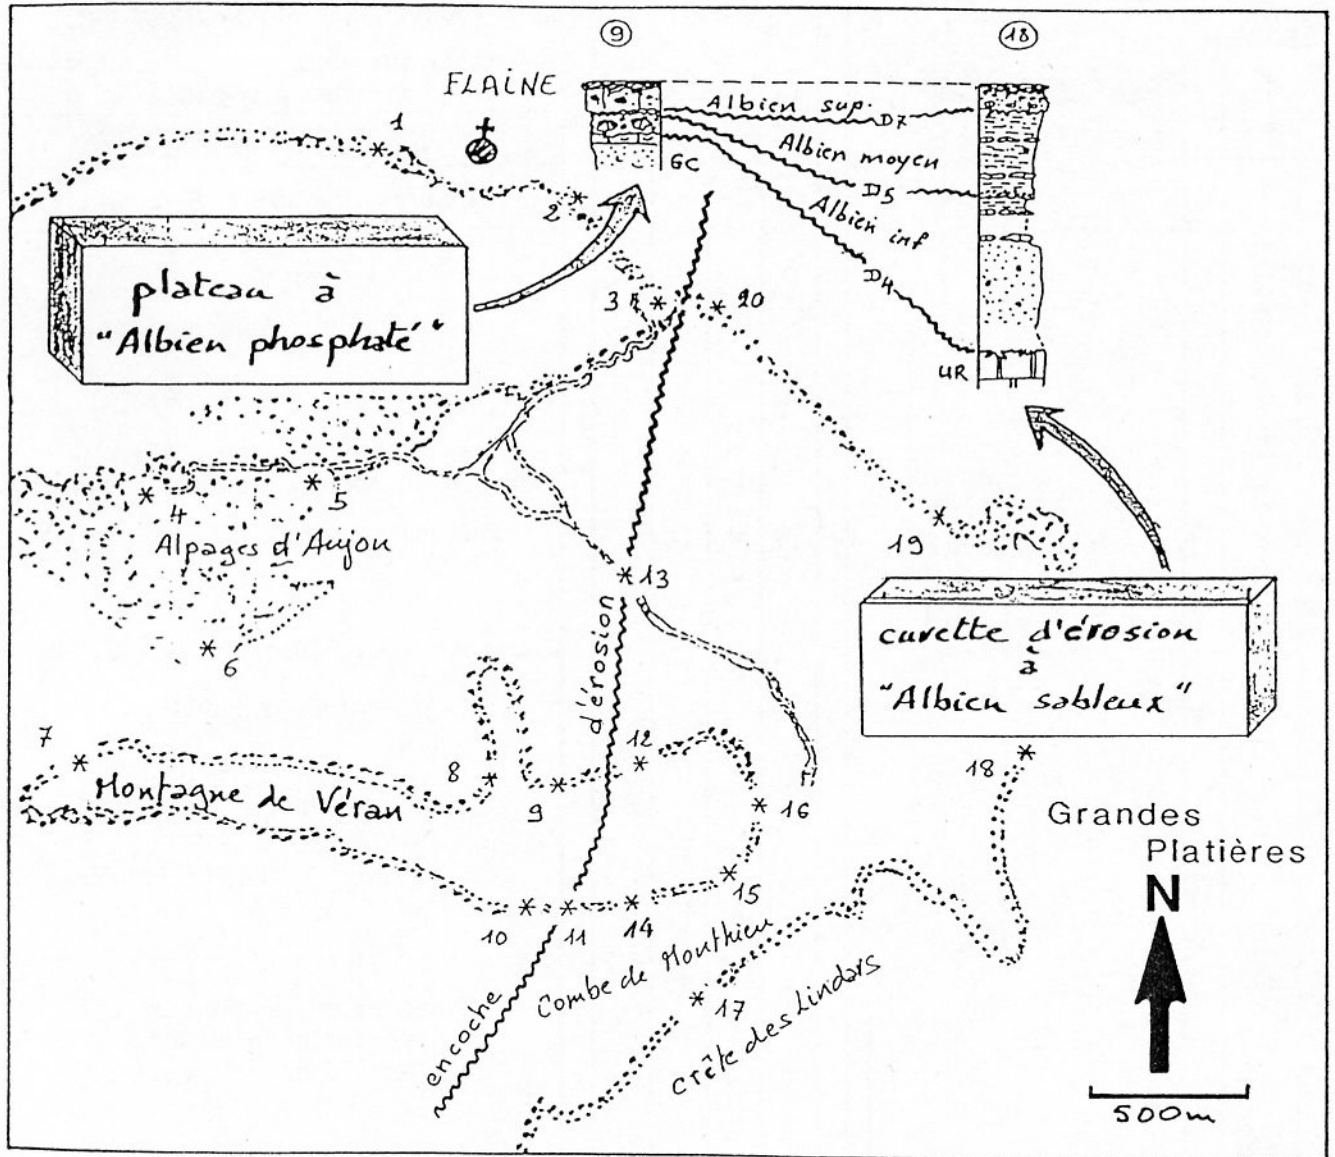 9
18
FLAINE
Albien sup.
D7
Albien moyen
D5
Albien inf
D4
GC
UR
1
2
3
20
plateau à
"Albien phosphaté"
4
5
Alpages d'Aujon
6
19
13
cuvette d'érosion
à
"Albien sableux"
encoche d'érosion
7
Montagne de Véran
8
9
12
16
18
10
11
14
15
Combe de Monthieu
17
Crête des Lindars
Grandes
Platières
N
500m